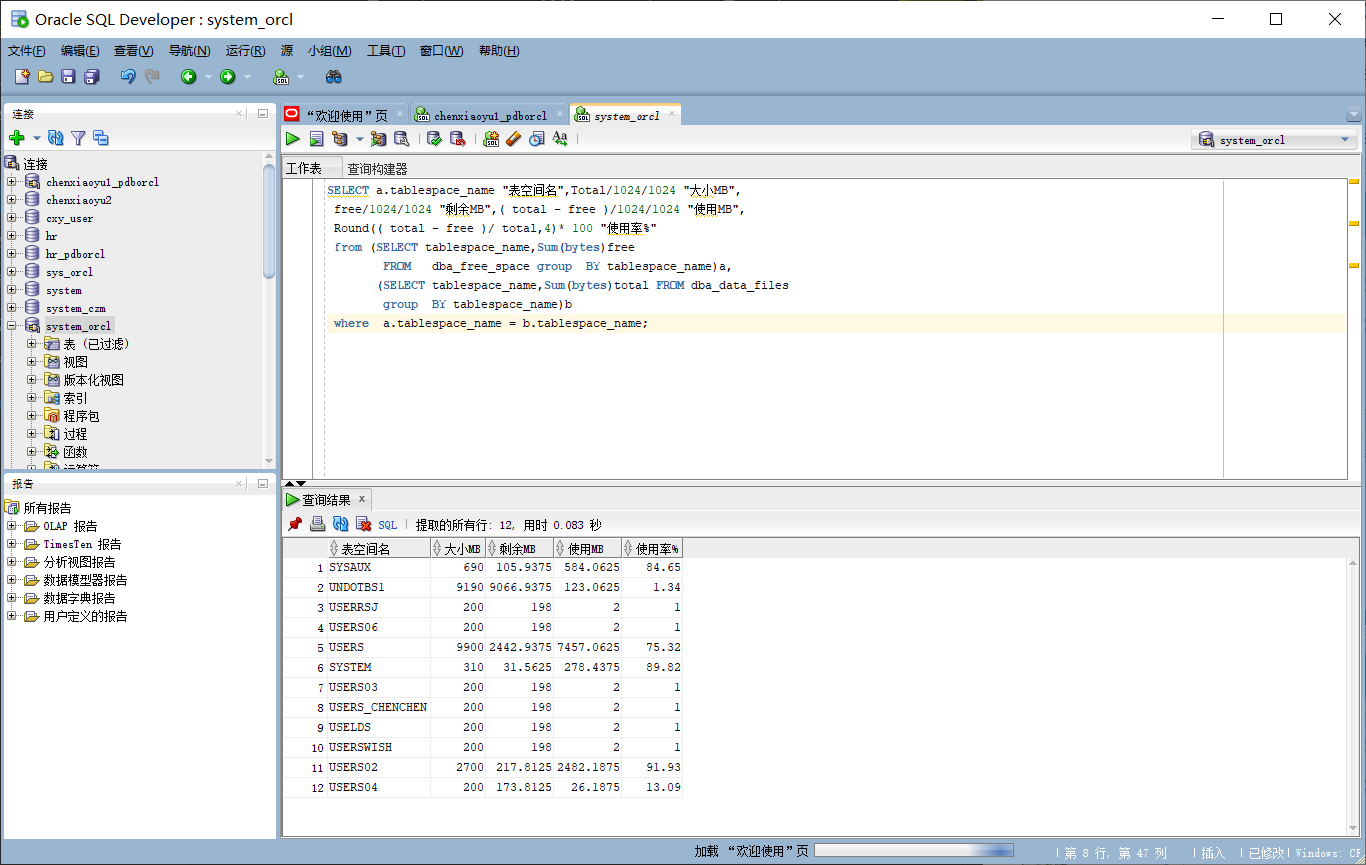 Oracle SQL Developer : system_orcl
文件(F) 编辑(E) 查看(V) 导航(N) 运行(R) 源 小组(M) 工具(T) 窗口(W) 帮助(H)
连接
连接
chenxiaoyu1_pdborcl
chenxiaoyu2
cxy_user
hr
hr_pdborcl
sys_orcl
system
system_czm
system_orcl
表 (已过滤)
视图
版本化视图
索引
程序包
过程
函数
运算符
报告
所有报告
OLAP 报告
TimesTen 报告
分析视图报告
数据模型器报告
数据字典报告
用户定义的报告
“欢迎使用”页 chenxiaoyu1_pdborcl system_orcl
system_orcl
工作表 查询构建器
SELECT a.tablespace_name "表空间名",Total/1024/1024 "大小MB",
free/1024/1024 "剩余MB",( total - free )/1024/1024 "使用MB",
Round(( total - free )/ total,4)* 100 "使用率%"
from (SELECT tablespace_name,Sum(bytes)free
FROM dba_free_space group BY tablespace_name)a,
(SELECT tablespace_name,Sum(bytes)total FROM dba_data_files
group BY tablespace_name)b
where a.tablespace_name = b.tablespace_name;
查询结果
SQL 提取的所有行: 12, 用时 0.083 秒
表空间名 大小MB 剩余MB 使用MB 使用率%
1 SYSAUX 690 105.9375 584.0625 84.65
2 UNDOTBS1 9190 9066.9375 123.0625 1.34
3 USERRSJ 200 198 2 1
4 USERS06 200 198 2 1
5 USERS 9900 2442.9375 7457.0625 75.32
6 SYSTEM 310 31.5625 278.4375 89.82
7 USERS03 200 198 2 1
8 USERS_CHENCHEN 200 198 2 1
9 USELDS 200 198 2 1
10 USERSWISH 200 198 2 1
11 USERS02 2700 217.8125 2482.1875 91.93
12 USERS04 200 173.8125 26.1875 13.09
加载 “欢迎使用”页 第 8 行, 第 47 列 插入 已修改 Windows: CR